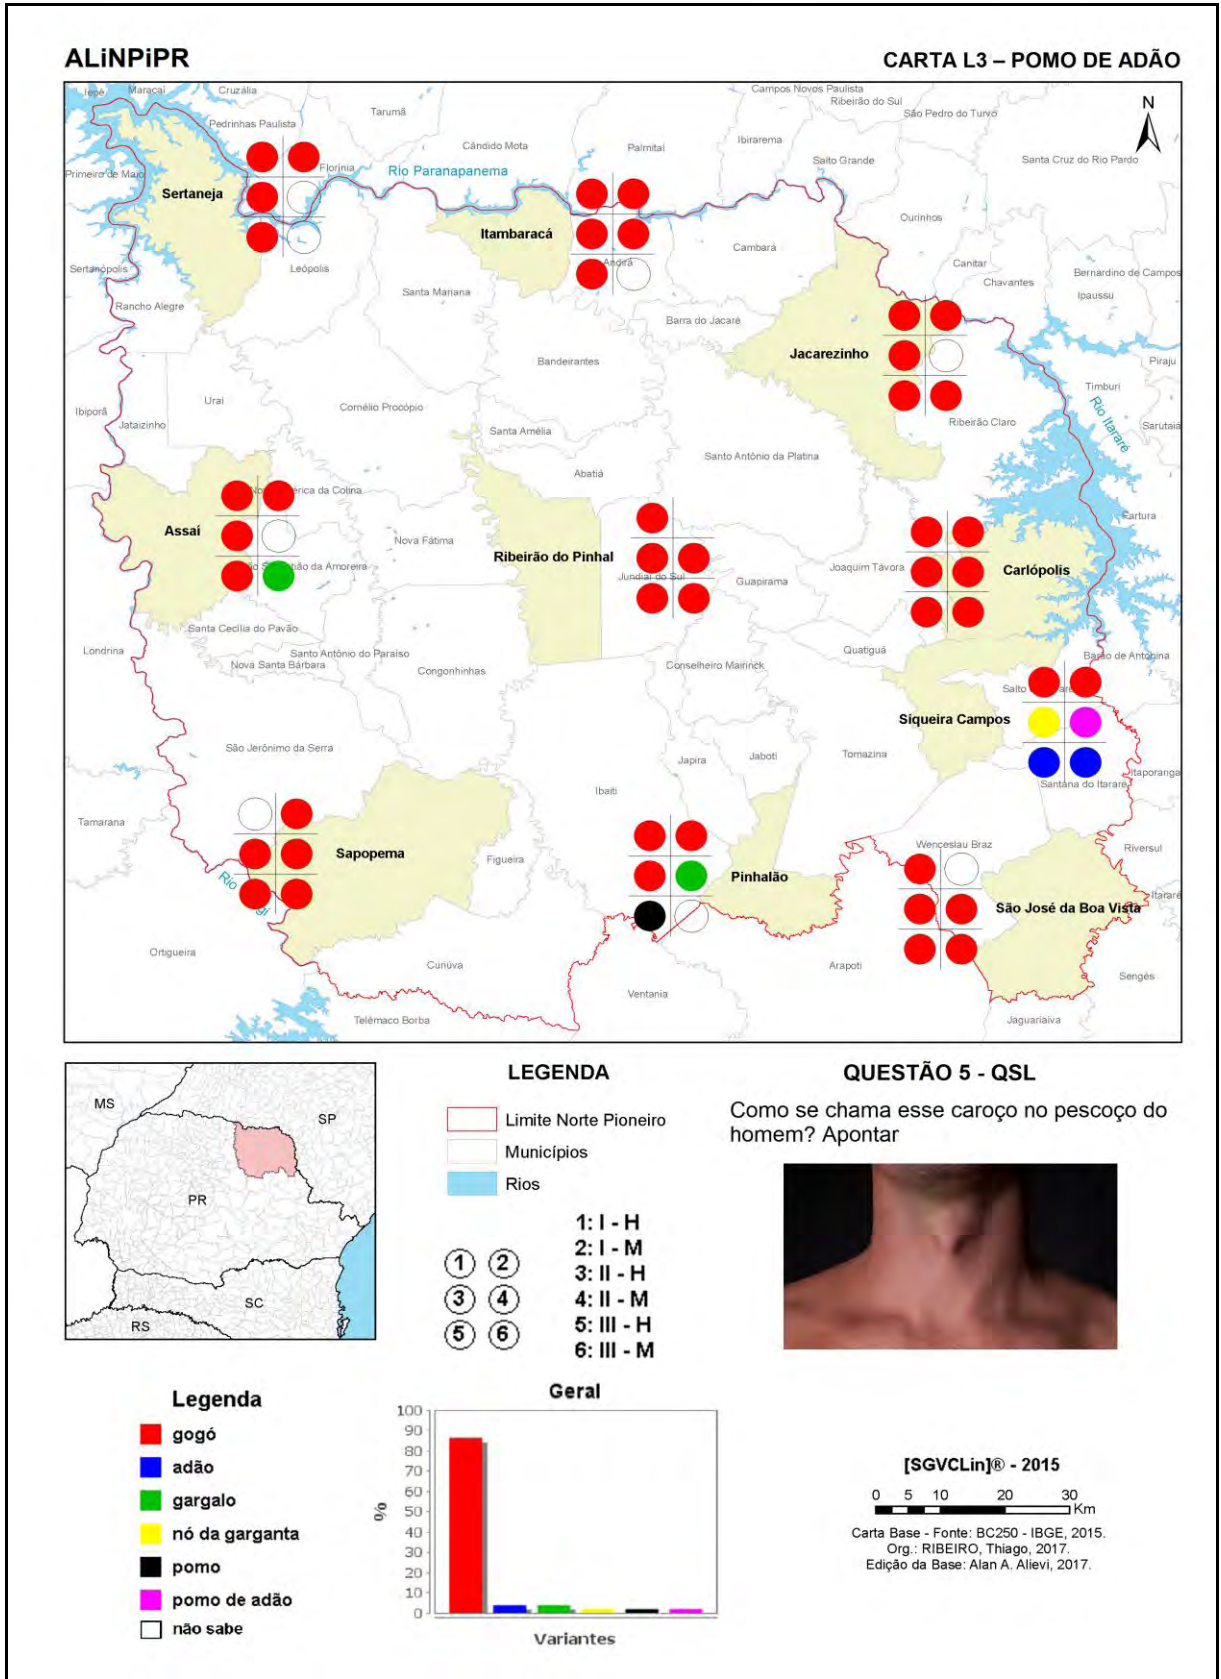 ALiNPiPR
CARTA L3 – POMO DE ADÃO
Iepê
Maracaí
Cruzália
Pedrinhas Paulista
Tarumã
Florínia
Cândido Mota
Palmital
Campos Novos Paulista
Ribeirão do Sul
Ibirarema
São Pedro do Turvo
Salto Grande
Santa Cruz do Rio Pardo
N
Primeiro de Maio
Rio Paranapanema
Sertaneja
Itambaracá
Andirá
Cambará
Ourinhos
Canitar
Chavantes
Bernardino de Campos
Ipaussu
Sertanópolis
Leópolis
Rancho Alegre
Santa Mariana
Barra do Jacaré
Jacarezinho
Bandeirantes
Piraju
Timburi
Rio Itararé
Sarutaiá
Ibiporã
Jataizinho
Uraí
Cornélio Procópio
Santa Amélia
Ribeirão Claro
Abatiá
Santo Antônio da Platina
Assaí
Nova Fátima
Ribeirão do Pinhal
Jundiaí do Sul
Guapirama
Joaquim Távora
Carlópolis
Fartura
Santa Cecília do Pavão
Santo Antônio do Paraíso
Nova Santa Bárbara
Londrina
Congonhinhas
Conselheiro Mairinck
Quatiguá
Barão de Antonina
Siqueira Campos
São Jerônimo da Serra
Japira
Jaboti
Tomazina
Itaporanga
Santana do Itararé
Ibaiti
Tamarana
Sapopema
Figueira
Pinhalão
Wenceslau Braz
Riversul
São José da Boa Vista
Itararé
Ortigueira
Curiúva
Ventania
Arapoti
Sengés
Telêmaco Borba
Jaguariaíva
MS
SP
PR
SC
RS
LEGENDA
Limite Norte Pioneiro
Municípios
Rios
1 2
3 4
5 6
1: I - H
2: I - M
3: II - H
4: II - M
5: III - H
6: III - M
QUESTÃO 5 - QSL
Como se chama esse caroço no pescoço do
homem? Apontar
Legenda
gogó
adão
gargalo
nó da garganta
pomo
pomo de adão
não sabe
Geral
100
90
80
70
60
50
40
30
20
10
0
%
Variantes
[SGVCLin]® - 2015
0 5 10 20 30
Km
Carta Base - Fonte: BC250 - IBGE, 2015.
Org.: RIBEIRO, Thiago, 2017.
Edição da Base: Alan A. Alievi, 2017.